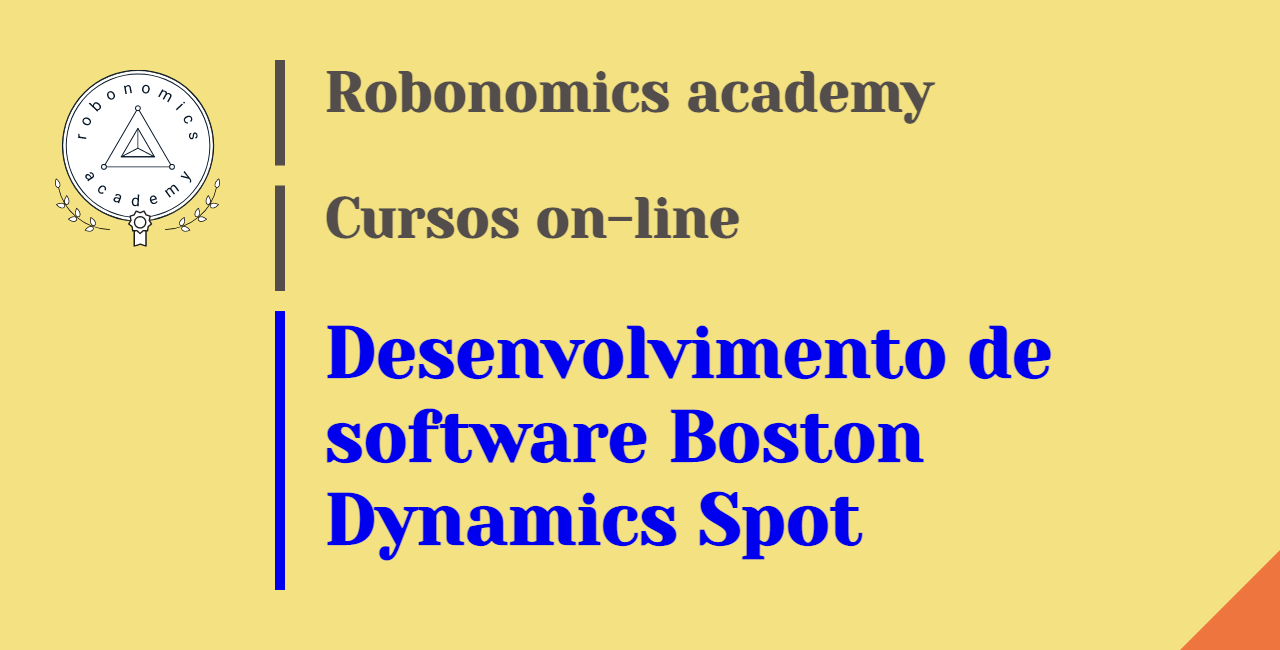 robonomics
academy
Robonomics academy
Cursos on-line
Desenvolvimento de
software Boston
Dynamics Spot